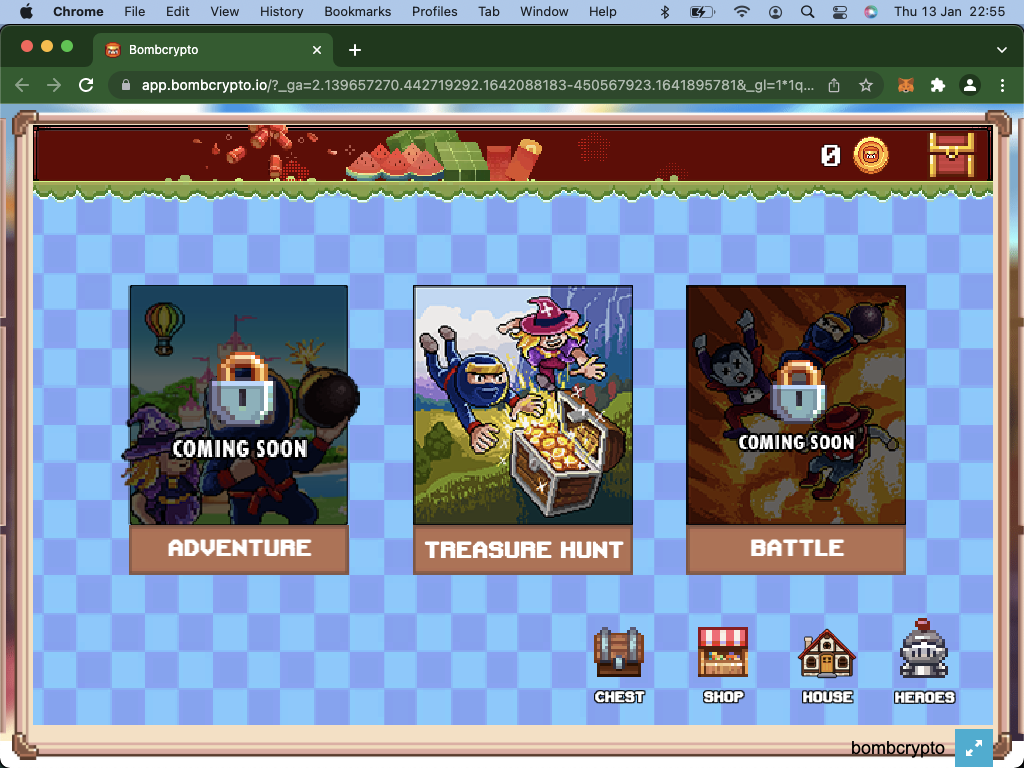 Chrome File Edit View History Bookmarks Profiles Tab Window Help Thu 13 Jan 22:55
Bombcrypto
app.bombcrypto.io/?_ga=2.139657270.442719292.1642088183-450567923.1641895781&_gl=1*1q...
0
COMING SOON
COMING SOON
ADVENTURE
TREASURE HUNT
BATTLE
CHEST
SHOP
HOUSE
HEROES
bombcrypto